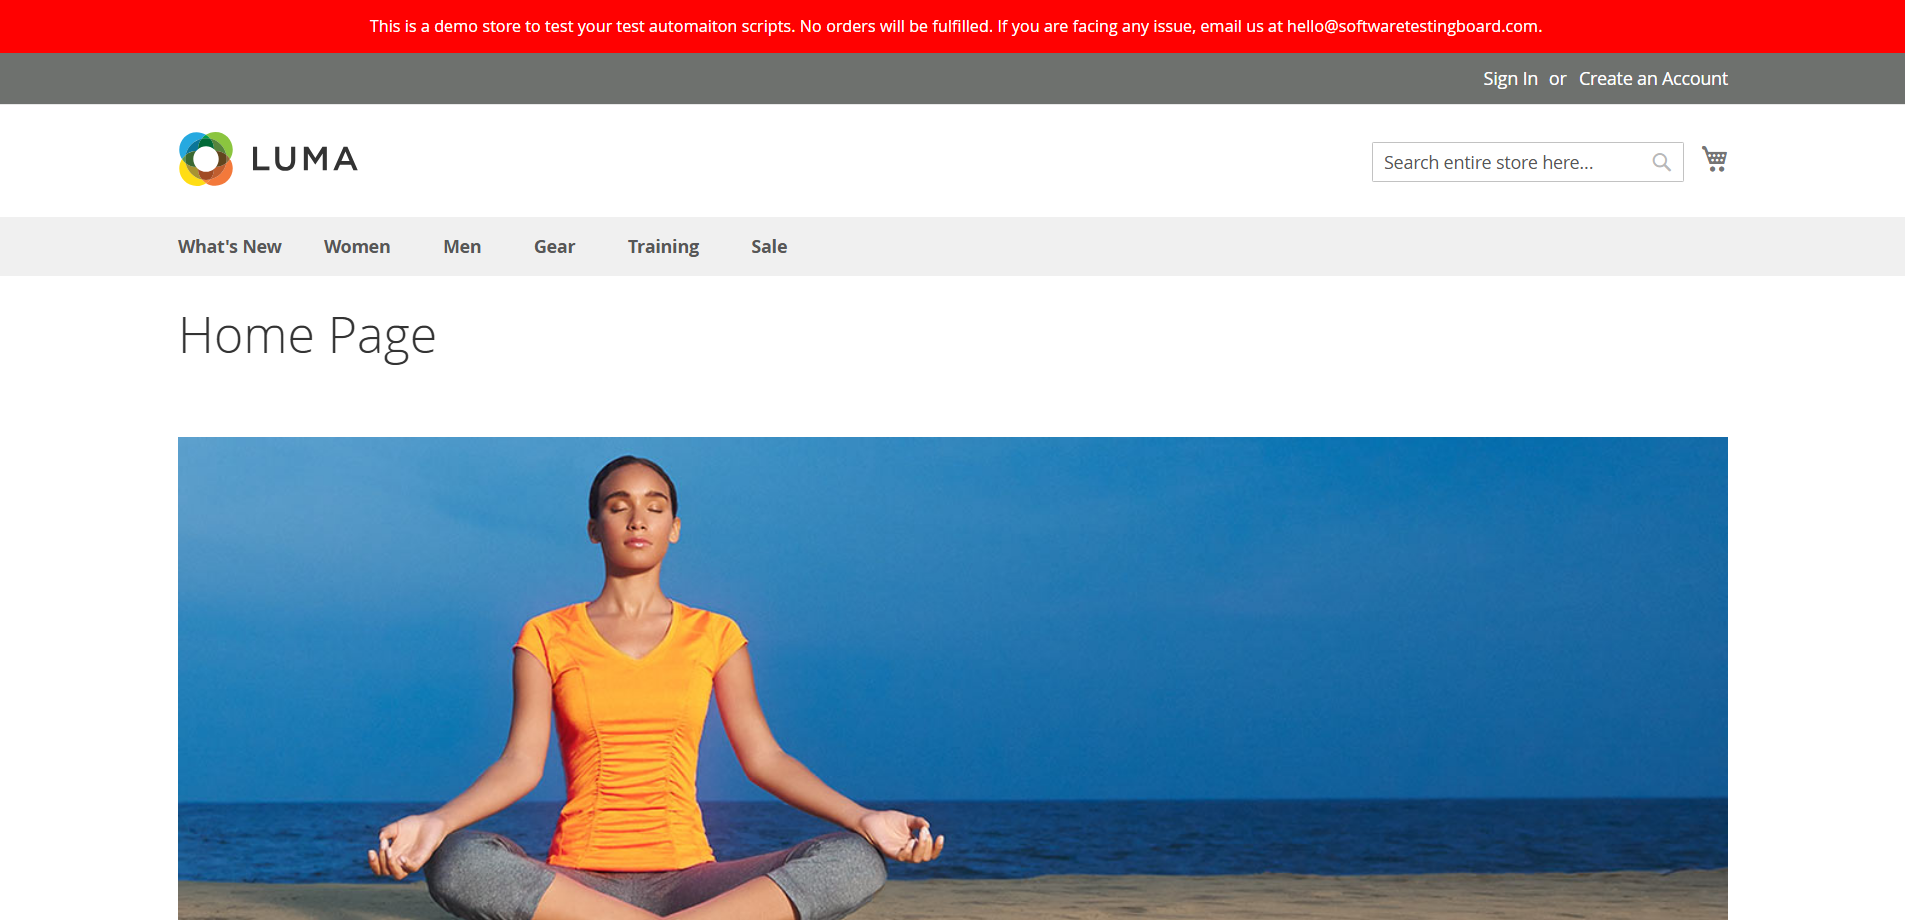 This is a demo store to test your test automaiton scripts. No orders will be fulfilled. If you are facing any issue, email us at hello@softwaretestingboard.com.
Sign In or Create an Account
LUMA
Search entire store here...
What's New Women Men Gear Training Sale
Home Page